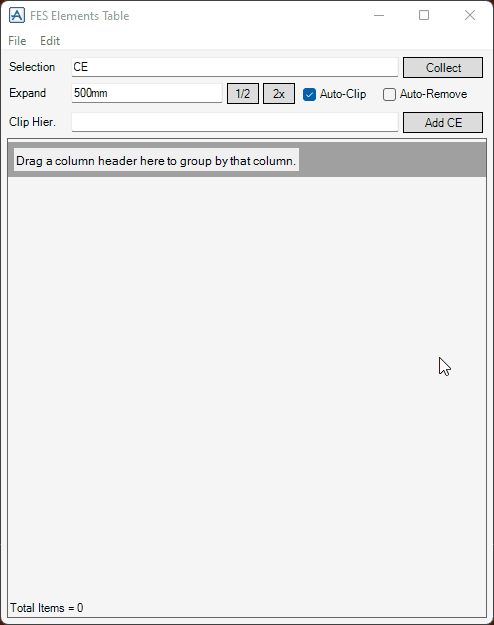 FES Elements Table
File Edit
Selection CE Collect
Expand 500mm 1/2 2x Auto-Clip Auto-Remove
Clip Hier. Add CE
Drag a column header here to group by that column.
Total Items = 0